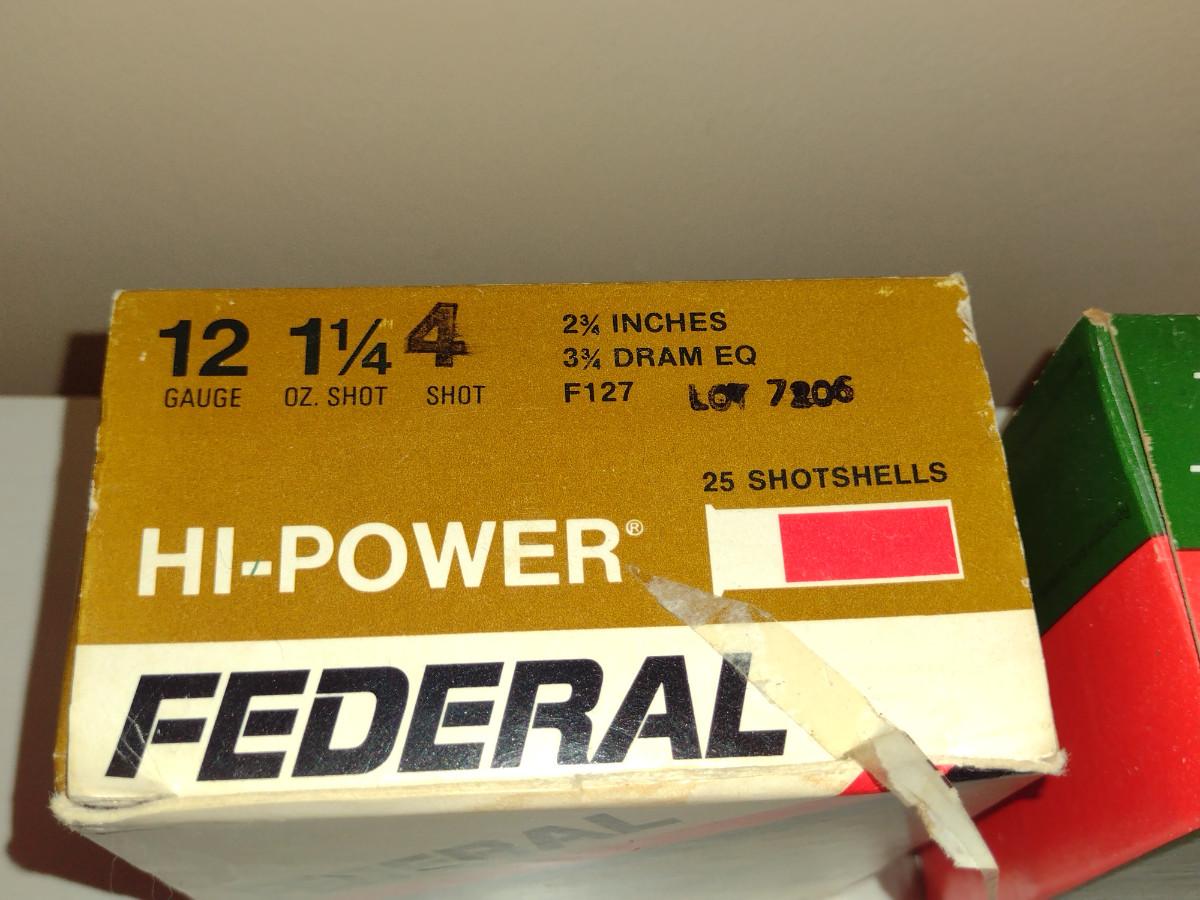 12 1¼ 4
GAUGE OZ. SHOT SHOT
2¾ INCHES
3¾ DRAM EQ
F127 LOT 7206
25 SHOTSHELLS
HI-POWER®
FEDERAL
ERAL